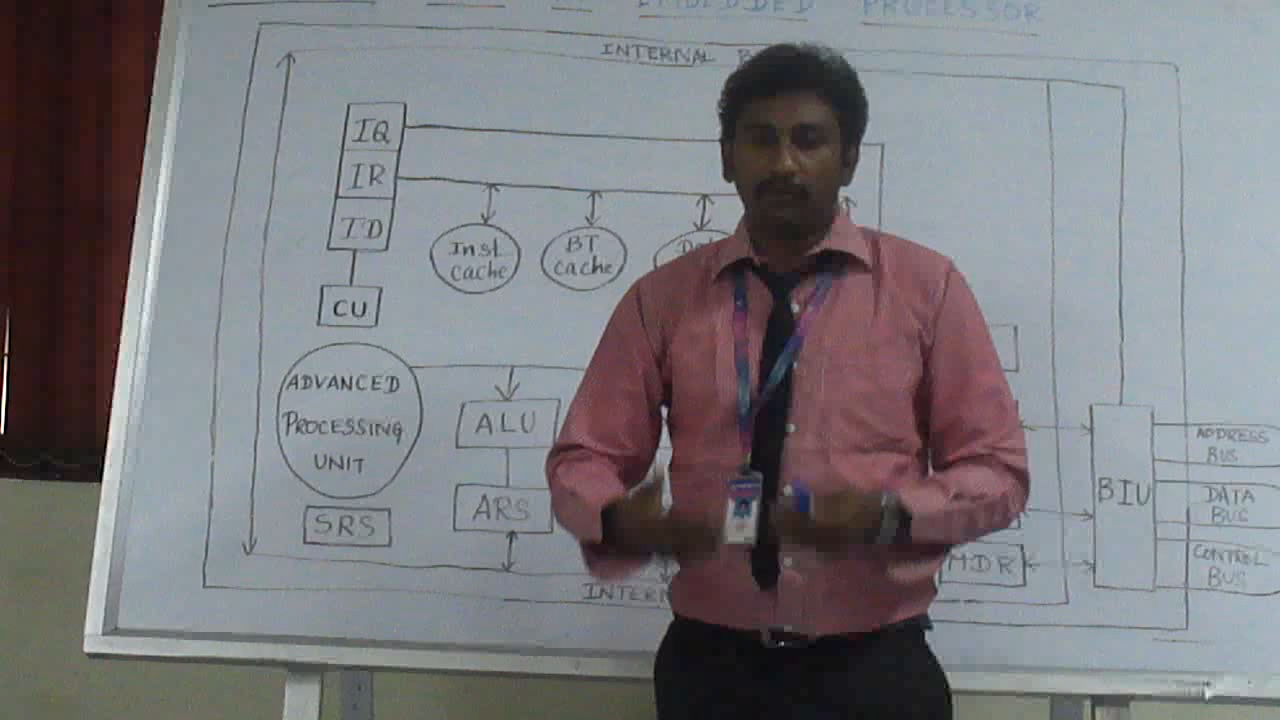 EMBEDDED PROCESSOR
INTERNAL
IQ
IR
ID
CU
Inst
cache
BT
cache
ADVANCED
PROCESSING
UNIT
SRS
ALU
ARS
MDR
BIU
ADDRESS
BUS
DATA
BUS
CONTROL
BUS